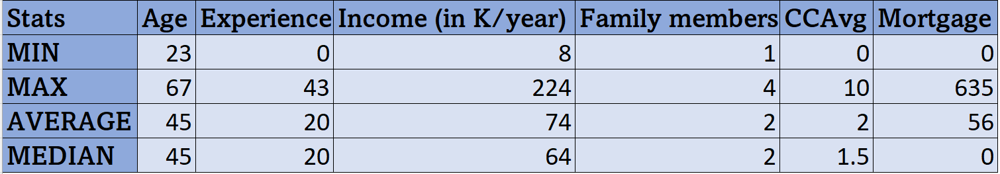 Stats Age Experience Income (in K/year) Family members CCAvg Mortgage
MIN 23 0 8 1 0 0
MAX 67 43 224 4 10 635
AVERAGE 45 20 74 2 2 56
MEDIAN 45 20 64 2 1.5 0